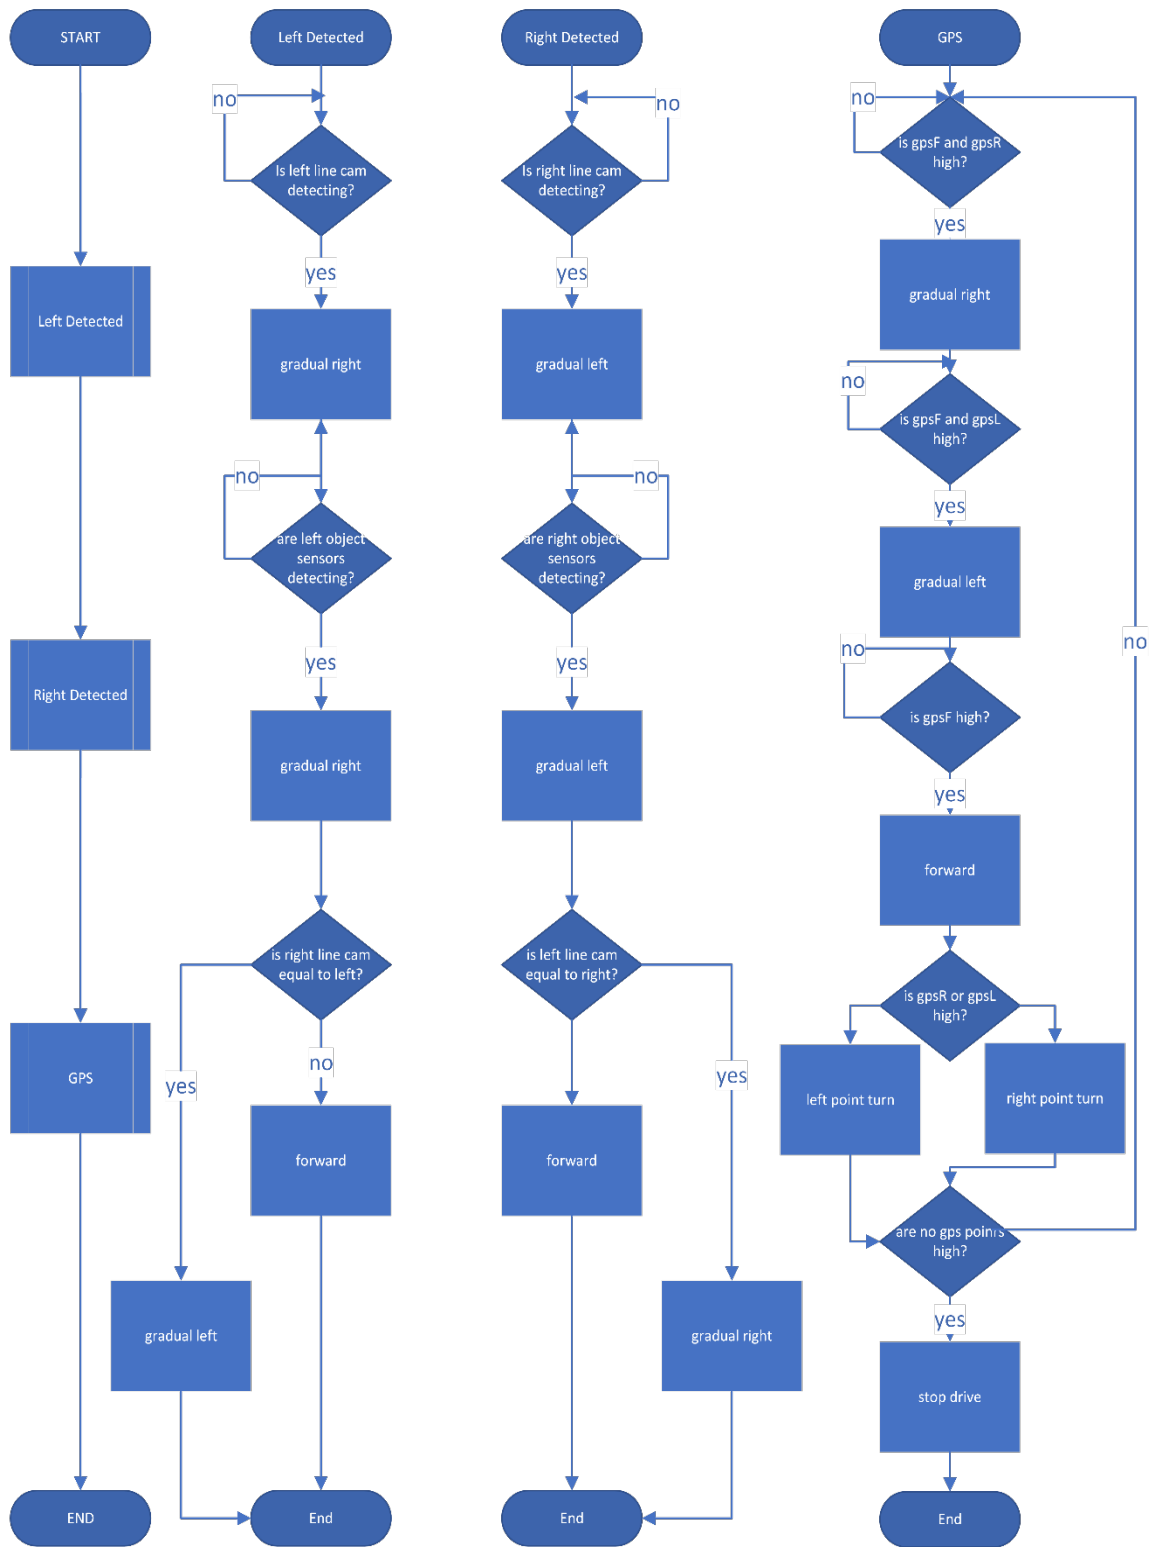 START
Left Detected
Right Detected
GPS
END
Left Detected
no
Is left line cam
detecting?
yes
gradual right
no
are left object
sensors
detecting?
yes
gradual right
is right line cam
equal to left?
yes
no
forward
gradual left
End
Right Detected
no
Is right line cam
detecting?
yes
gradual left
no
are right object
sensors
detecting?
yes
gradual left
is left line cam
equal to right?
yes
forward
gradual right
End
GPS
no
is gpsF and gpsR
high?
yes
gradual right
no
is gpsF and gpsL
high?
yes
gradual left
no
no
is gpsF high?
yes
forward
is gpsR or gpsL
high?
left point turn
right point turn
are no gps points
high?
yes
stop drive
End